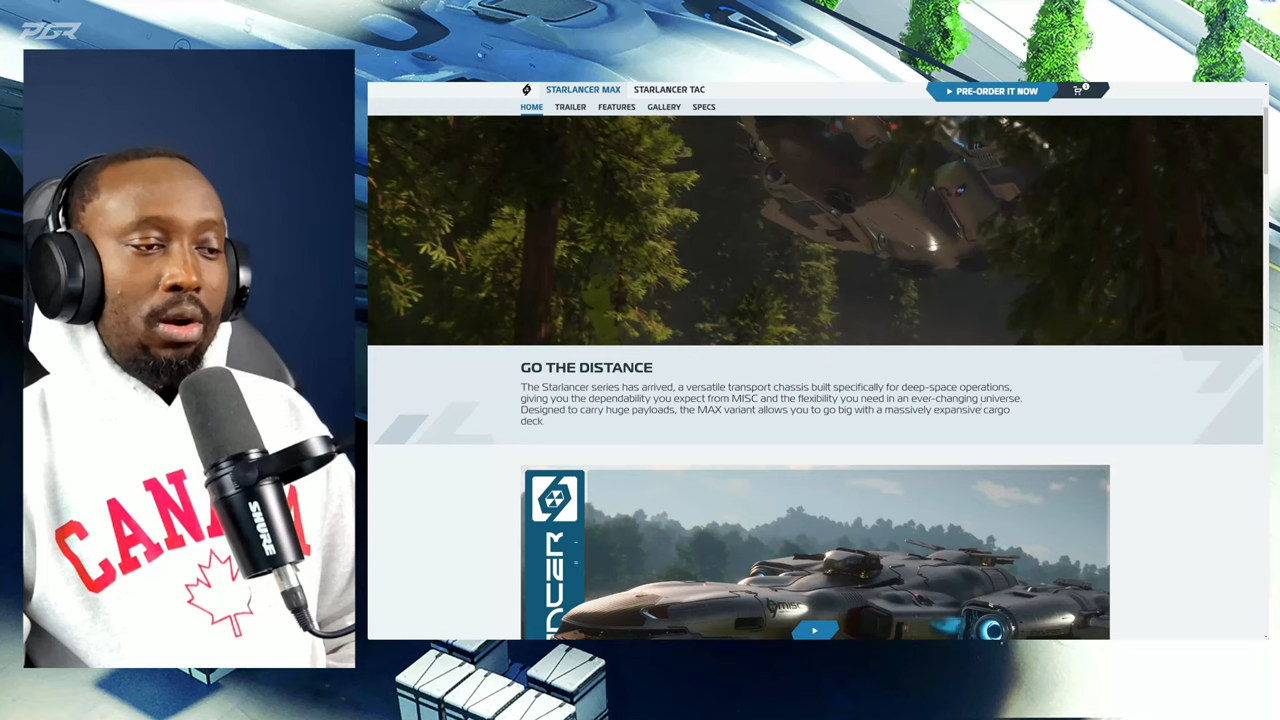 PGR
STARLANCER MAX STARLANCER TAC
PRE-ORDER IT NOW
HOME TRAILER FEATURES GALLERY SPECS
GO THE DISTANCE
The Starlancer series has arrived, a versatile transport chassis built specifically for deep-space operations,
giving you the dependability you expect from MISC and the flexibility you need in an ever-changing universe.
Designed to carry huge payloads, the MAX variant allows you to go big with a massively expansive cargo
deck.
NCER
MISC
SHURE